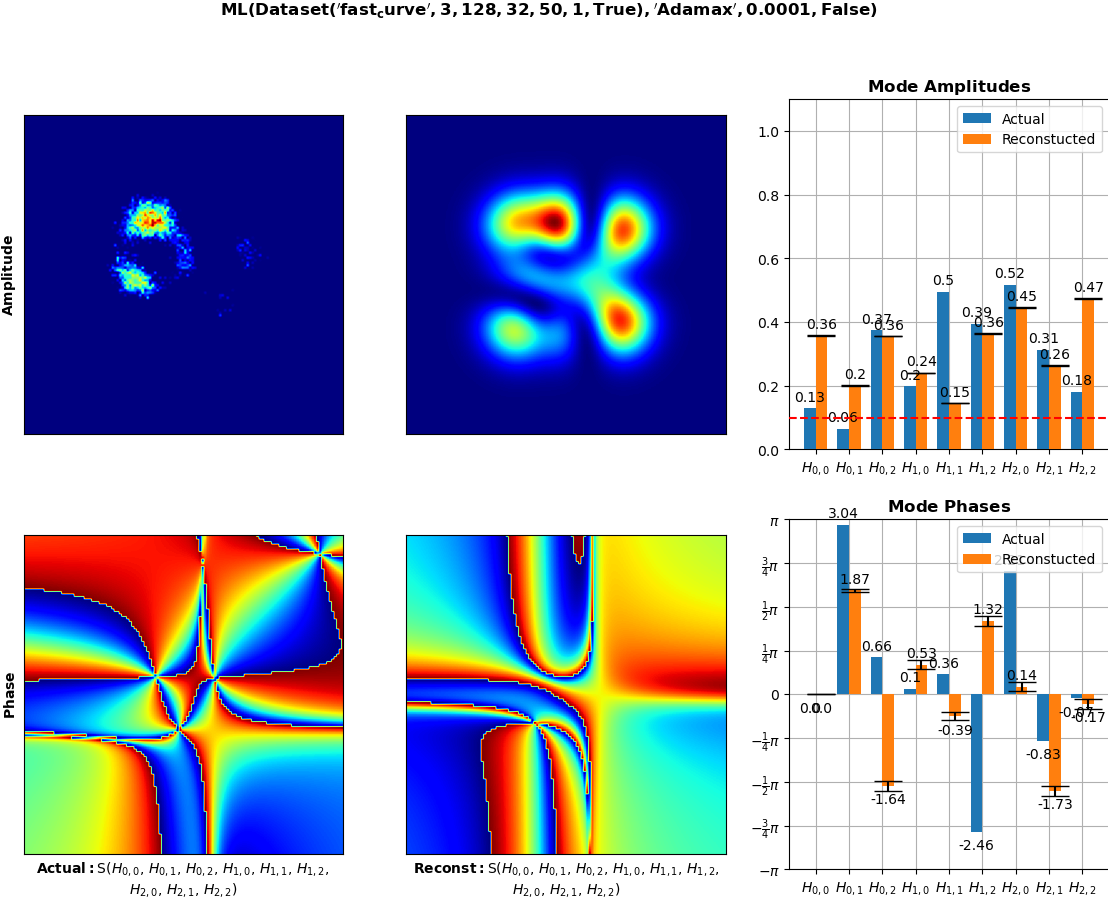 ML(Dataset('fast_curve', 3, 128, 32, 50, 1, True), 'Adamax', 0.0001, False)
Amplitude
Mode Amplitudes
Actual
Reconstucted
1.0
0.8
0.6
0.4
0.2
0.0
0.13 0.36
0.06 0.2
0.37 0.36
0.2 0.24
0.5 0.15
0.39 0.36
0.52 0.45
0.31 0.26
0.18 0.47
H0,0 H0,1 H0,2 H1,0 H1,1 H1,2 H2,0 H2,1 H2,2
Phase
Mode Phases
Actual
Reconstucted
π
3/4π
1/2π
1/4π
0
−1/4π
−1/2π
−3/4π
−π
0.0 0.0
3.04 1.87
0.66 -1.64
0.1 0.53
0.36 -0.39
-2.46 1.32
0.14
-0.83 -1.73
-0.17
H0,0 H0,1 H0,2 H1,0 H1,1 H1,2 H2,0 H2,1 H2,2
Actual: S(H0,0, H0,1, H0,2, H1,0, H1,1, H1,2,
H2,0, H2,1, H2,2)
Reconst: S(H0,0, H0,1, H0,2, H1,0, H1,1, H1,2,
H2,0, H2,1, H2,2)